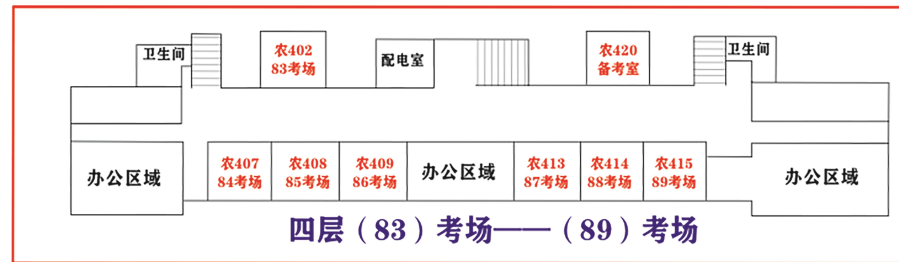 卫生间
农402
83考场
配电室
农420
备考室
卫生间
办公区域
农407
84考场
农408
85考场
农409
86考场
办公区域
农413
87考场
农414
88考场
农415
89考场
办公区域
四层（83）考场——（89）考场